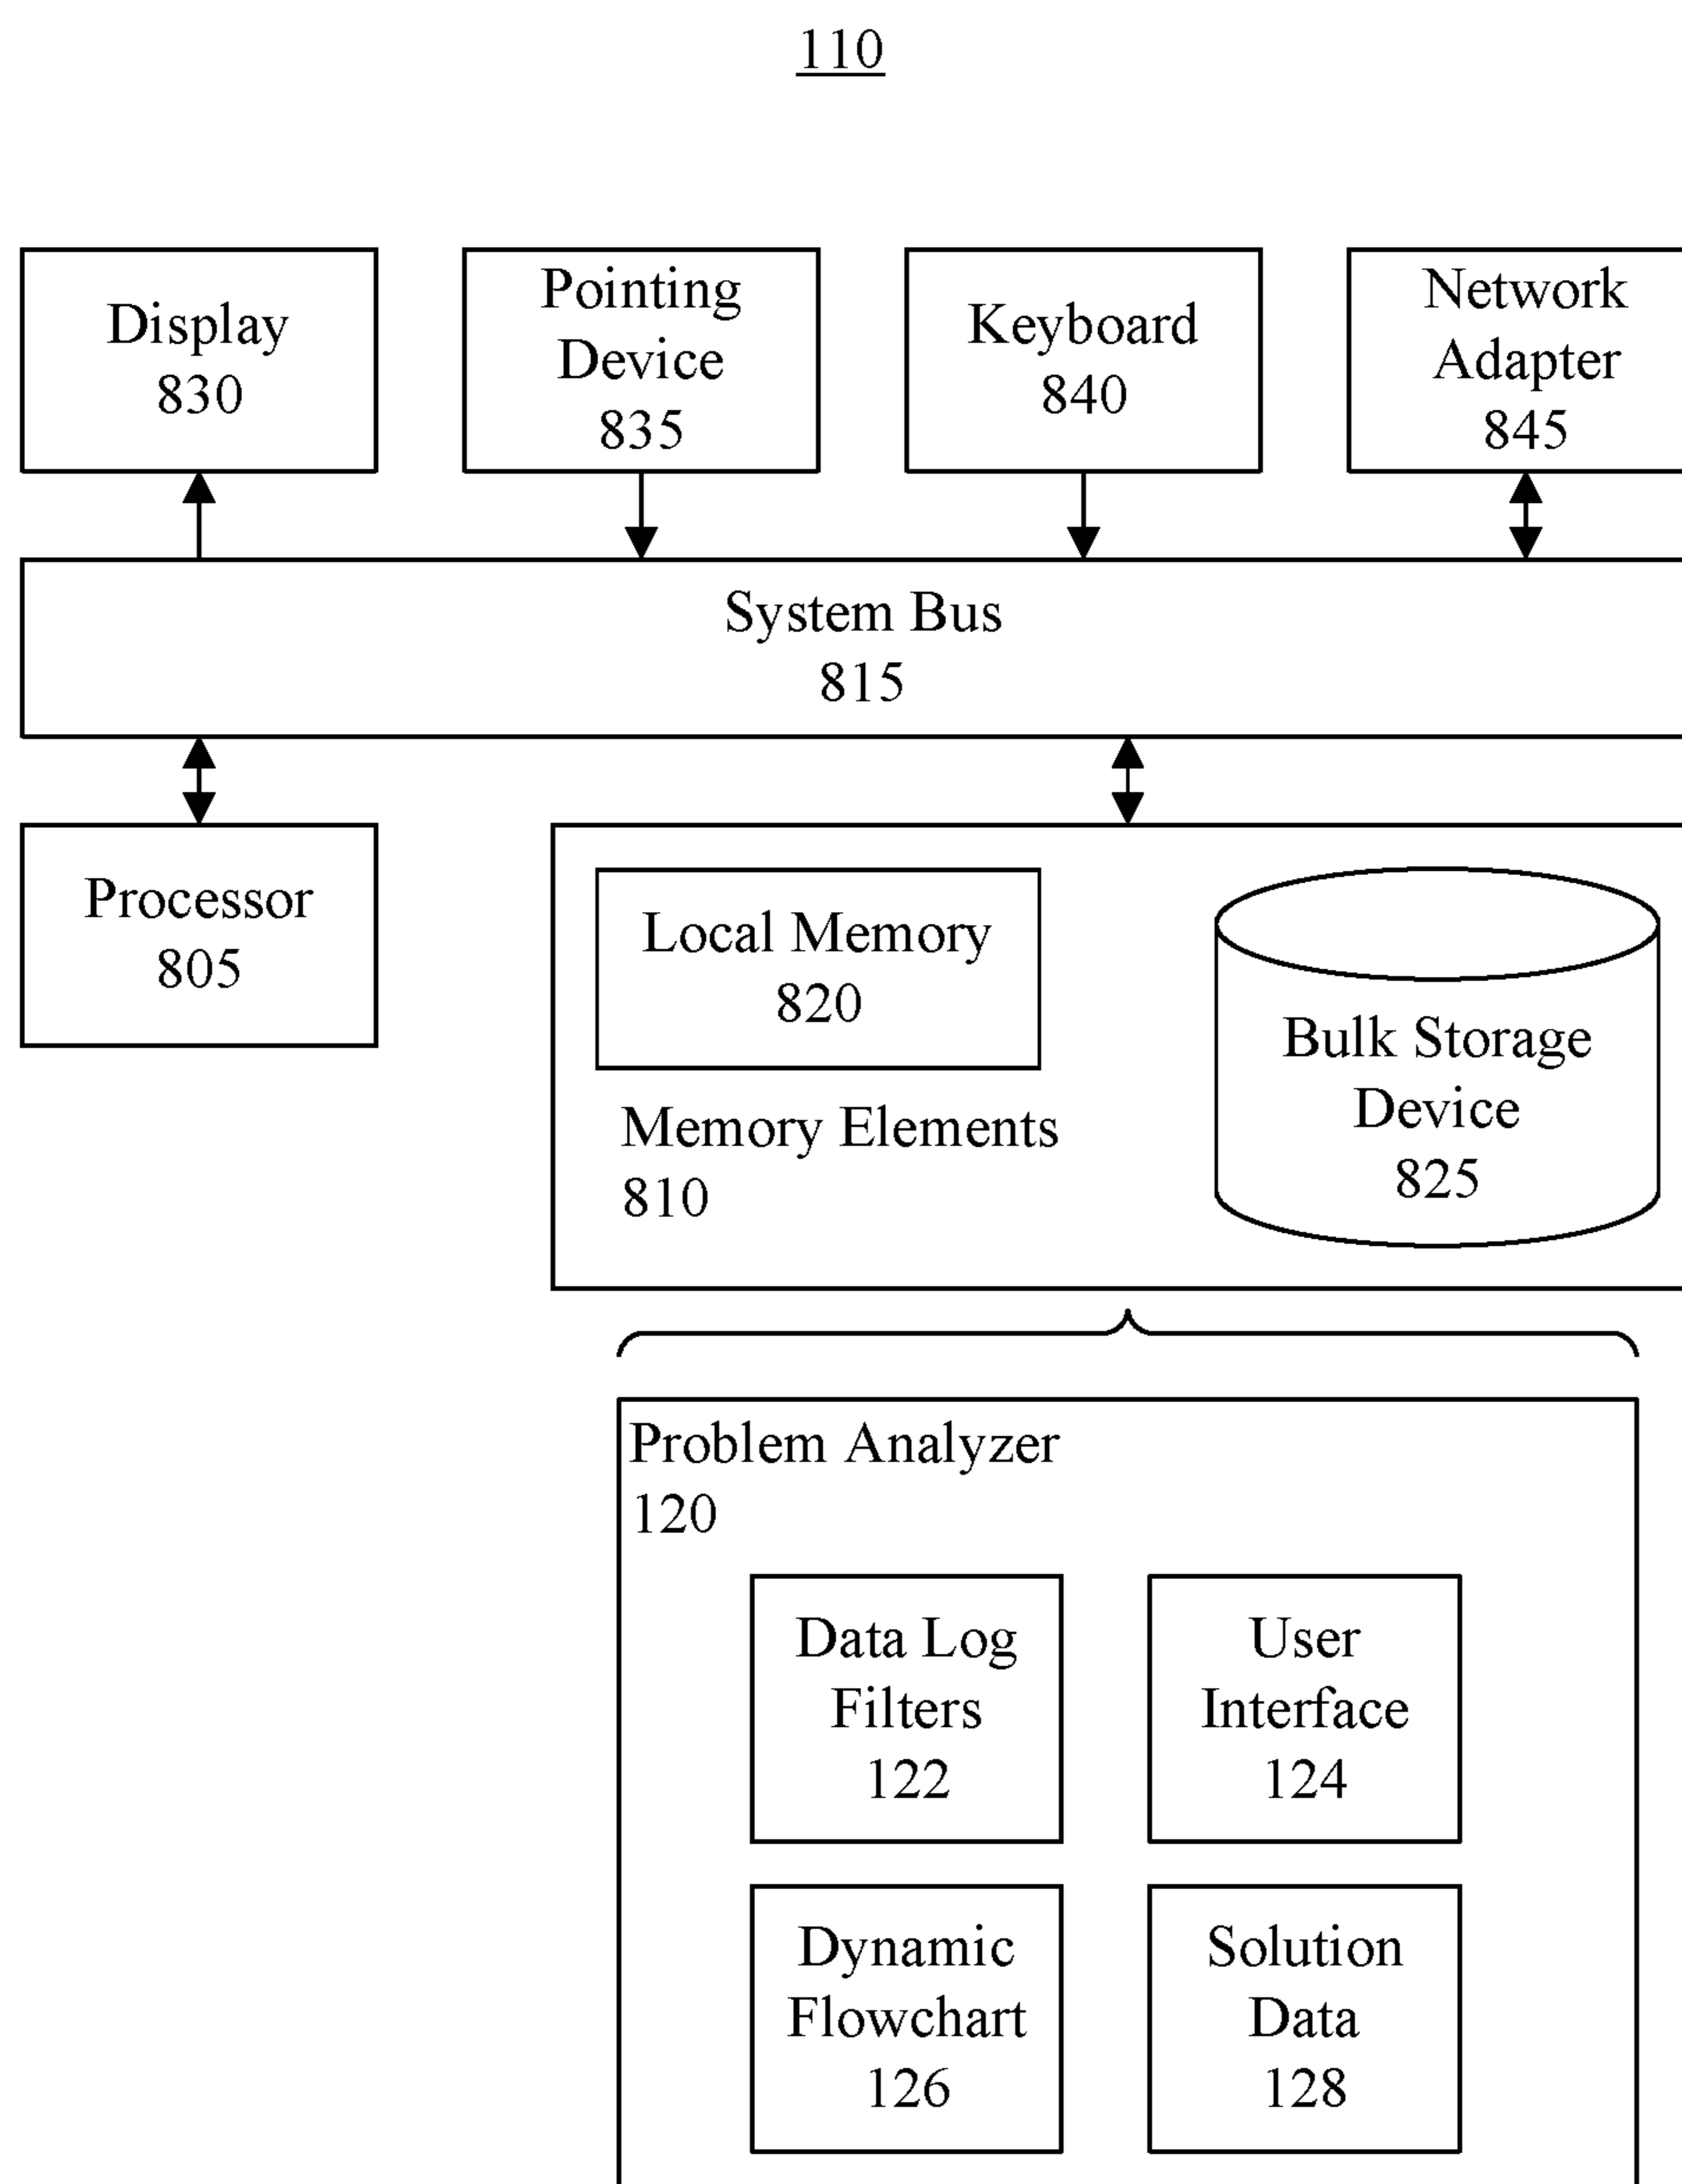 110
Display
830
Pointing
Device
835
Keyboard
840
Network
Adapter
845
System Bus
815
Processor
805
Local Memory
820
Memory Elements
810
Bulk Storage
Device
825
Problem Analyzer
120
Data Log
Filters
122
User
Interface
124
Dynamic
Flowchart
126
Solution
Data
128